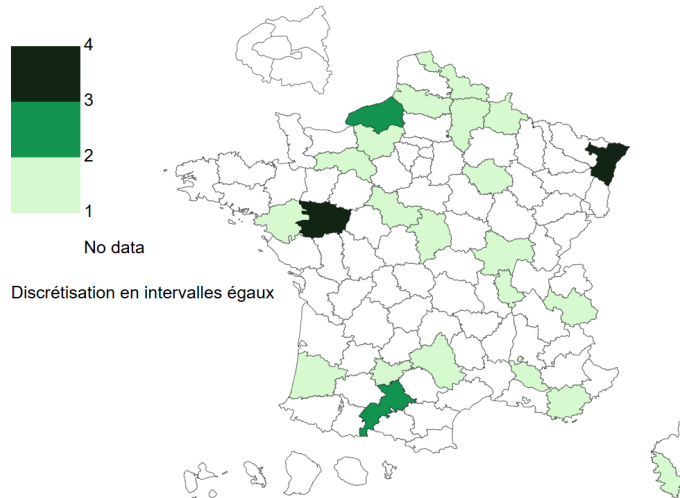 4
3
2
1
No data
Discrétisation en intervalles égaux